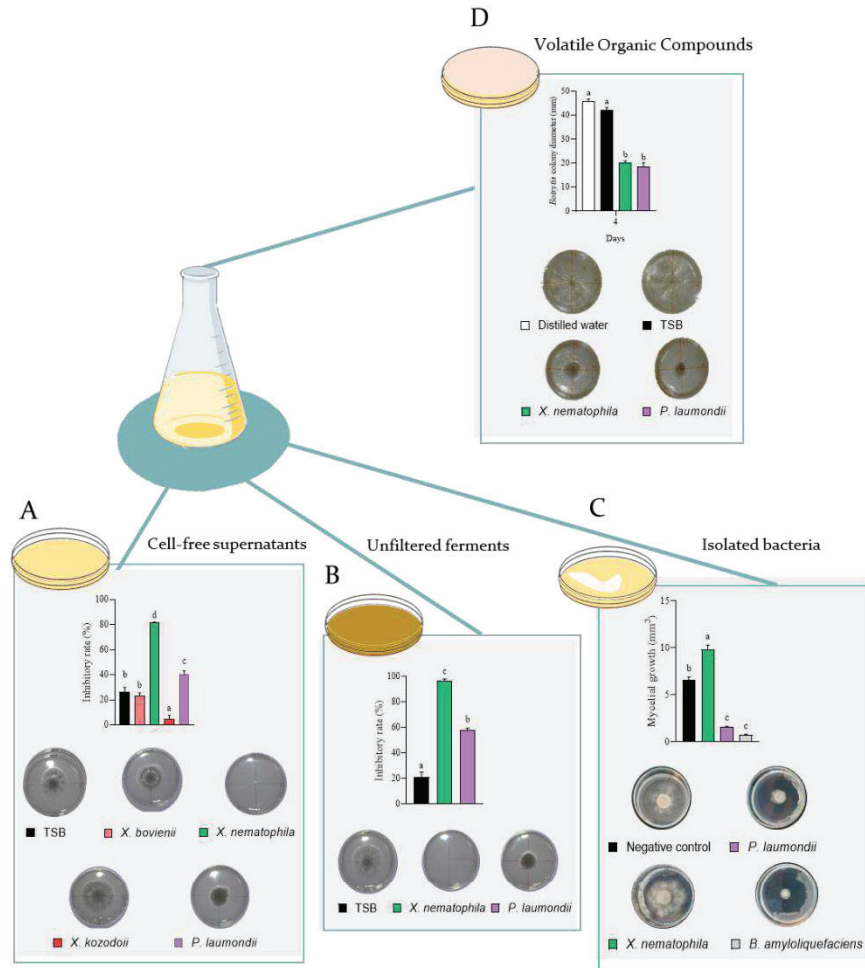 D
Volatile Organic Compounds
Botrytis colony diameter (mm)
50
40
30
20
10
0
a
a
b
b
4
Days
Distilled water
TSB
X. nematophila
P. laumondii
A
Cell-free supernatants
Inhibitory rate (%)
100
80
60
40
20
0
b
b
d
a
c
TSB
X. bovienii
X. nematophila
X. kozodoii
P. laumondii
Unfiltered ferments
B
Inhibitory rate (%)
100
80
60
40
20
0
a
c
b
TSB
X. nematophila
P. laumondii
C
Isolated bacteria
Mycelial growth (mm²)
15
10
5
0
b
a
c
c
Negative control
P. laumondii
X. nematophila
B. amyloliquefaciens